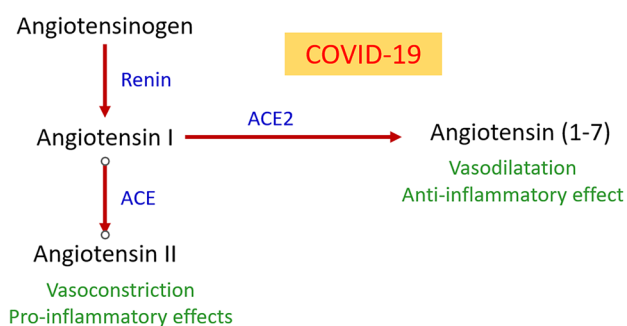 Angiotensinogen
COVID-19
Renin
ACE2
Angiotensin I
Angiotensin (1-7)
Vasodilatation
Anti-inflammatory effect
ACE
Angiotensin II
Vasoconstriction
Pro-inflammatory effects